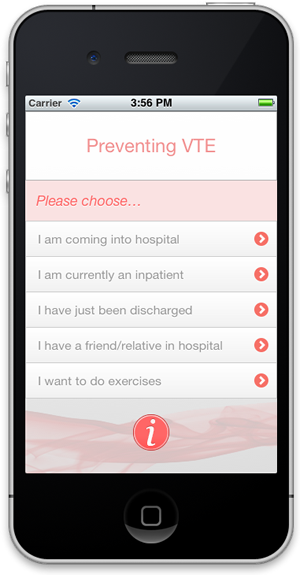 Carrier 3:56 PM
Preventing VTE
Please choose...
I am coming into hospital
I am currently an inpatient
I have just been discharged
I have a friend/relative in hospital
I want to do exercises
i